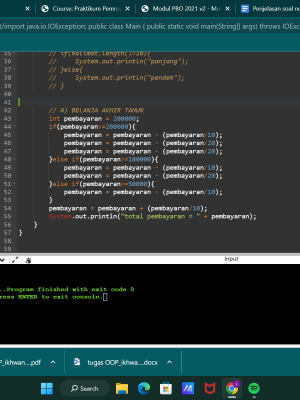 Course: Pemrograman Praktikum
Modul PBO 2021 v2 - Mu
Penjelasan soal no
/import java.io.IOException; public class Main { public static void main(String[] args) throws IOExc
35 // if(kalimat.length()>10){
36 // System.out.println("panjang");
37 // }else{
38 // System.out.println("pendek");
39 // }
40
41
42 // 4) BELANJA AKHIR TAHUN
43 int pembayaran = 200000;
44 if(pembayaran>=200000){
45 pembayaran = pembayaran - (pembayaran/10);
46 pembayaran = pembayaran - (pembayaran/20);
47 pembayaran = pembayaran - (pembayaran/20);
48 }else if(pembayaran>=100000){
49 pembayaran = pembayaran - (pembayaran/10);
50 pembayaran = pembayaran - (pembayaran/20);
51 }else if(pembayaran>=50000){
52 pembayaran = pembayaran - (pembayaran/10);
53 }
54 pembayaran = pembayaran + (pembayaran/10);
55 System.out.println("total pembayaran = " + pembayaran);
56 }
57 }
58
59
input
..Program finished with exit code 0
ress ENTER to exit console.
P_ikhwan....pdf
tugas OOP_ikhwa....docx
Search